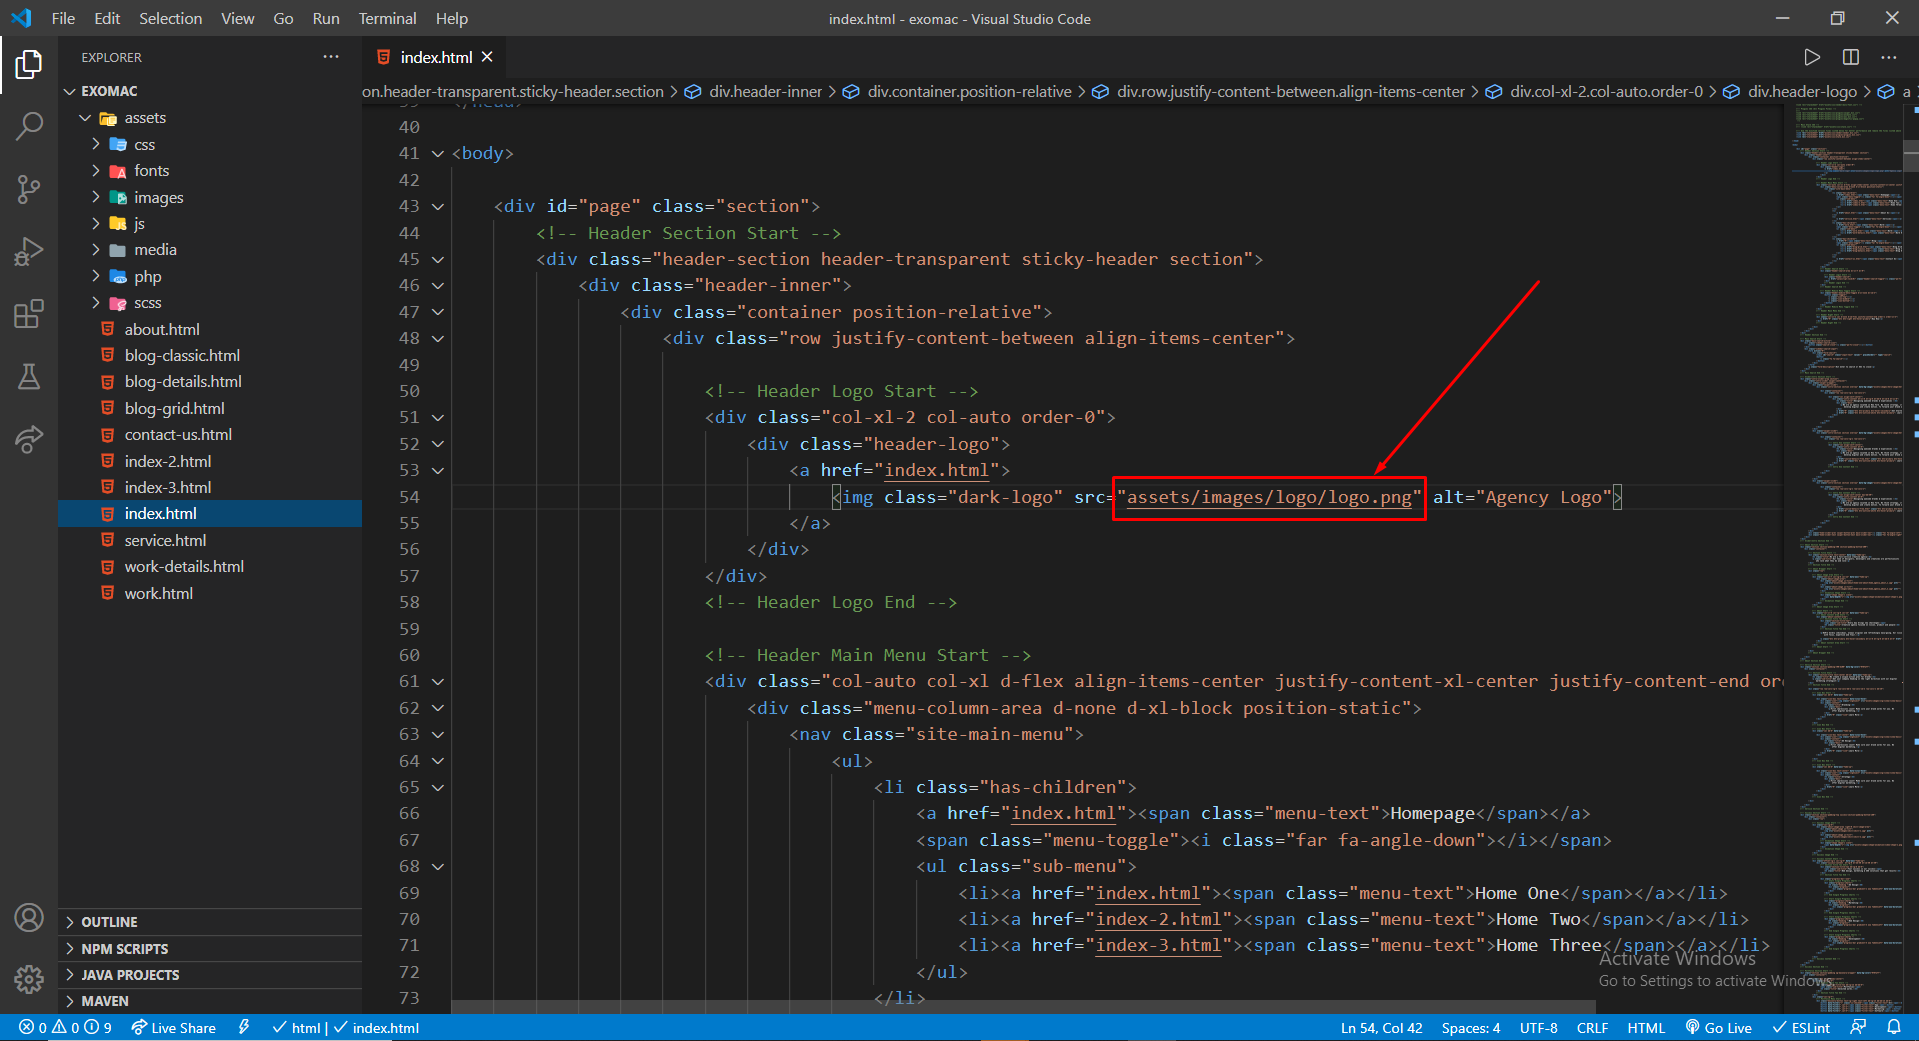 File Edit Selection View Go Run Terminal Help
index.html - exomac - Visual Studio Code
EXPLORER
index.html
on.header-transparent.sticky-header.section > div.header-inner > div.container.position-relative > div.row.justify-content-between.align-items-center > div.col-xl-2.col-auto.order-0 > div.header-logo > a
EXOMAC
assets
css
fonts
images
js
media
php
scss
about.html
blog-classic.html
blog-details.html
blog-grid.html
contact-us.html
index-2.html
index-3.html
index.html
service.html
work-details.html
work.html
OUTLINE
NPM SCRIPTS
JAVA PROJECTS
MAVEN
39 </head>
40
41 <body>
42
43 <div id="page" class="section">
44 <!-- Header Section Start -->
45 <div class="header-section header-transparent sticky-header section">
46 <div class="header-inner">
47 <div class="container position-relative">
48 <div class="row justify-content-between align-items-center">
49
50 <!-- Header Logo Start -->
51 <div class="col-xl-2 col-auto order-0">
52 <div class="header-logo">
53 <a href="index.html">
54 <img class="dark-logo" src="assets/images/logo/logo.png" alt="Agency Logo">
55 </a>
56 </div>
57 </div>
58 <!-- Header Logo End -->
59
60 <!-- Header Main Menu Start -->
61 <div class="col-auto col-xl d-flex align-items-center justify-content-xl-center justify-content-end or
62 <div class="menu-column-area d-none d-xl-block position-static">
63 <nav class="site-main-menu">
64 <ul>
65 <li class="has-children">
66 <a href="index.html"><span class="menu-text">Homepage</span></a>
67 <span class="menu-toggle"><i class="far fa-angle-down"></i></span>
68 <ul class="sub-menu">
69 <li><a href="index.html"><span class="menu-text">Home One</span></a></li>
70 <li><a href="index-2.html"><span class="menu-text">Home Two</span></a></li>
71 <li><a href="index-3.html"><span class="menu-text">Home Three</span></a></li>
72 </ul>
73 </li>
Activate Windows
Go to Settings to activate Windows.
0 0 9 Live Share html | index.html
Ln 54, Col 42 Spaces: 4 UTF-8 CRLF HTML Go Live ESLint